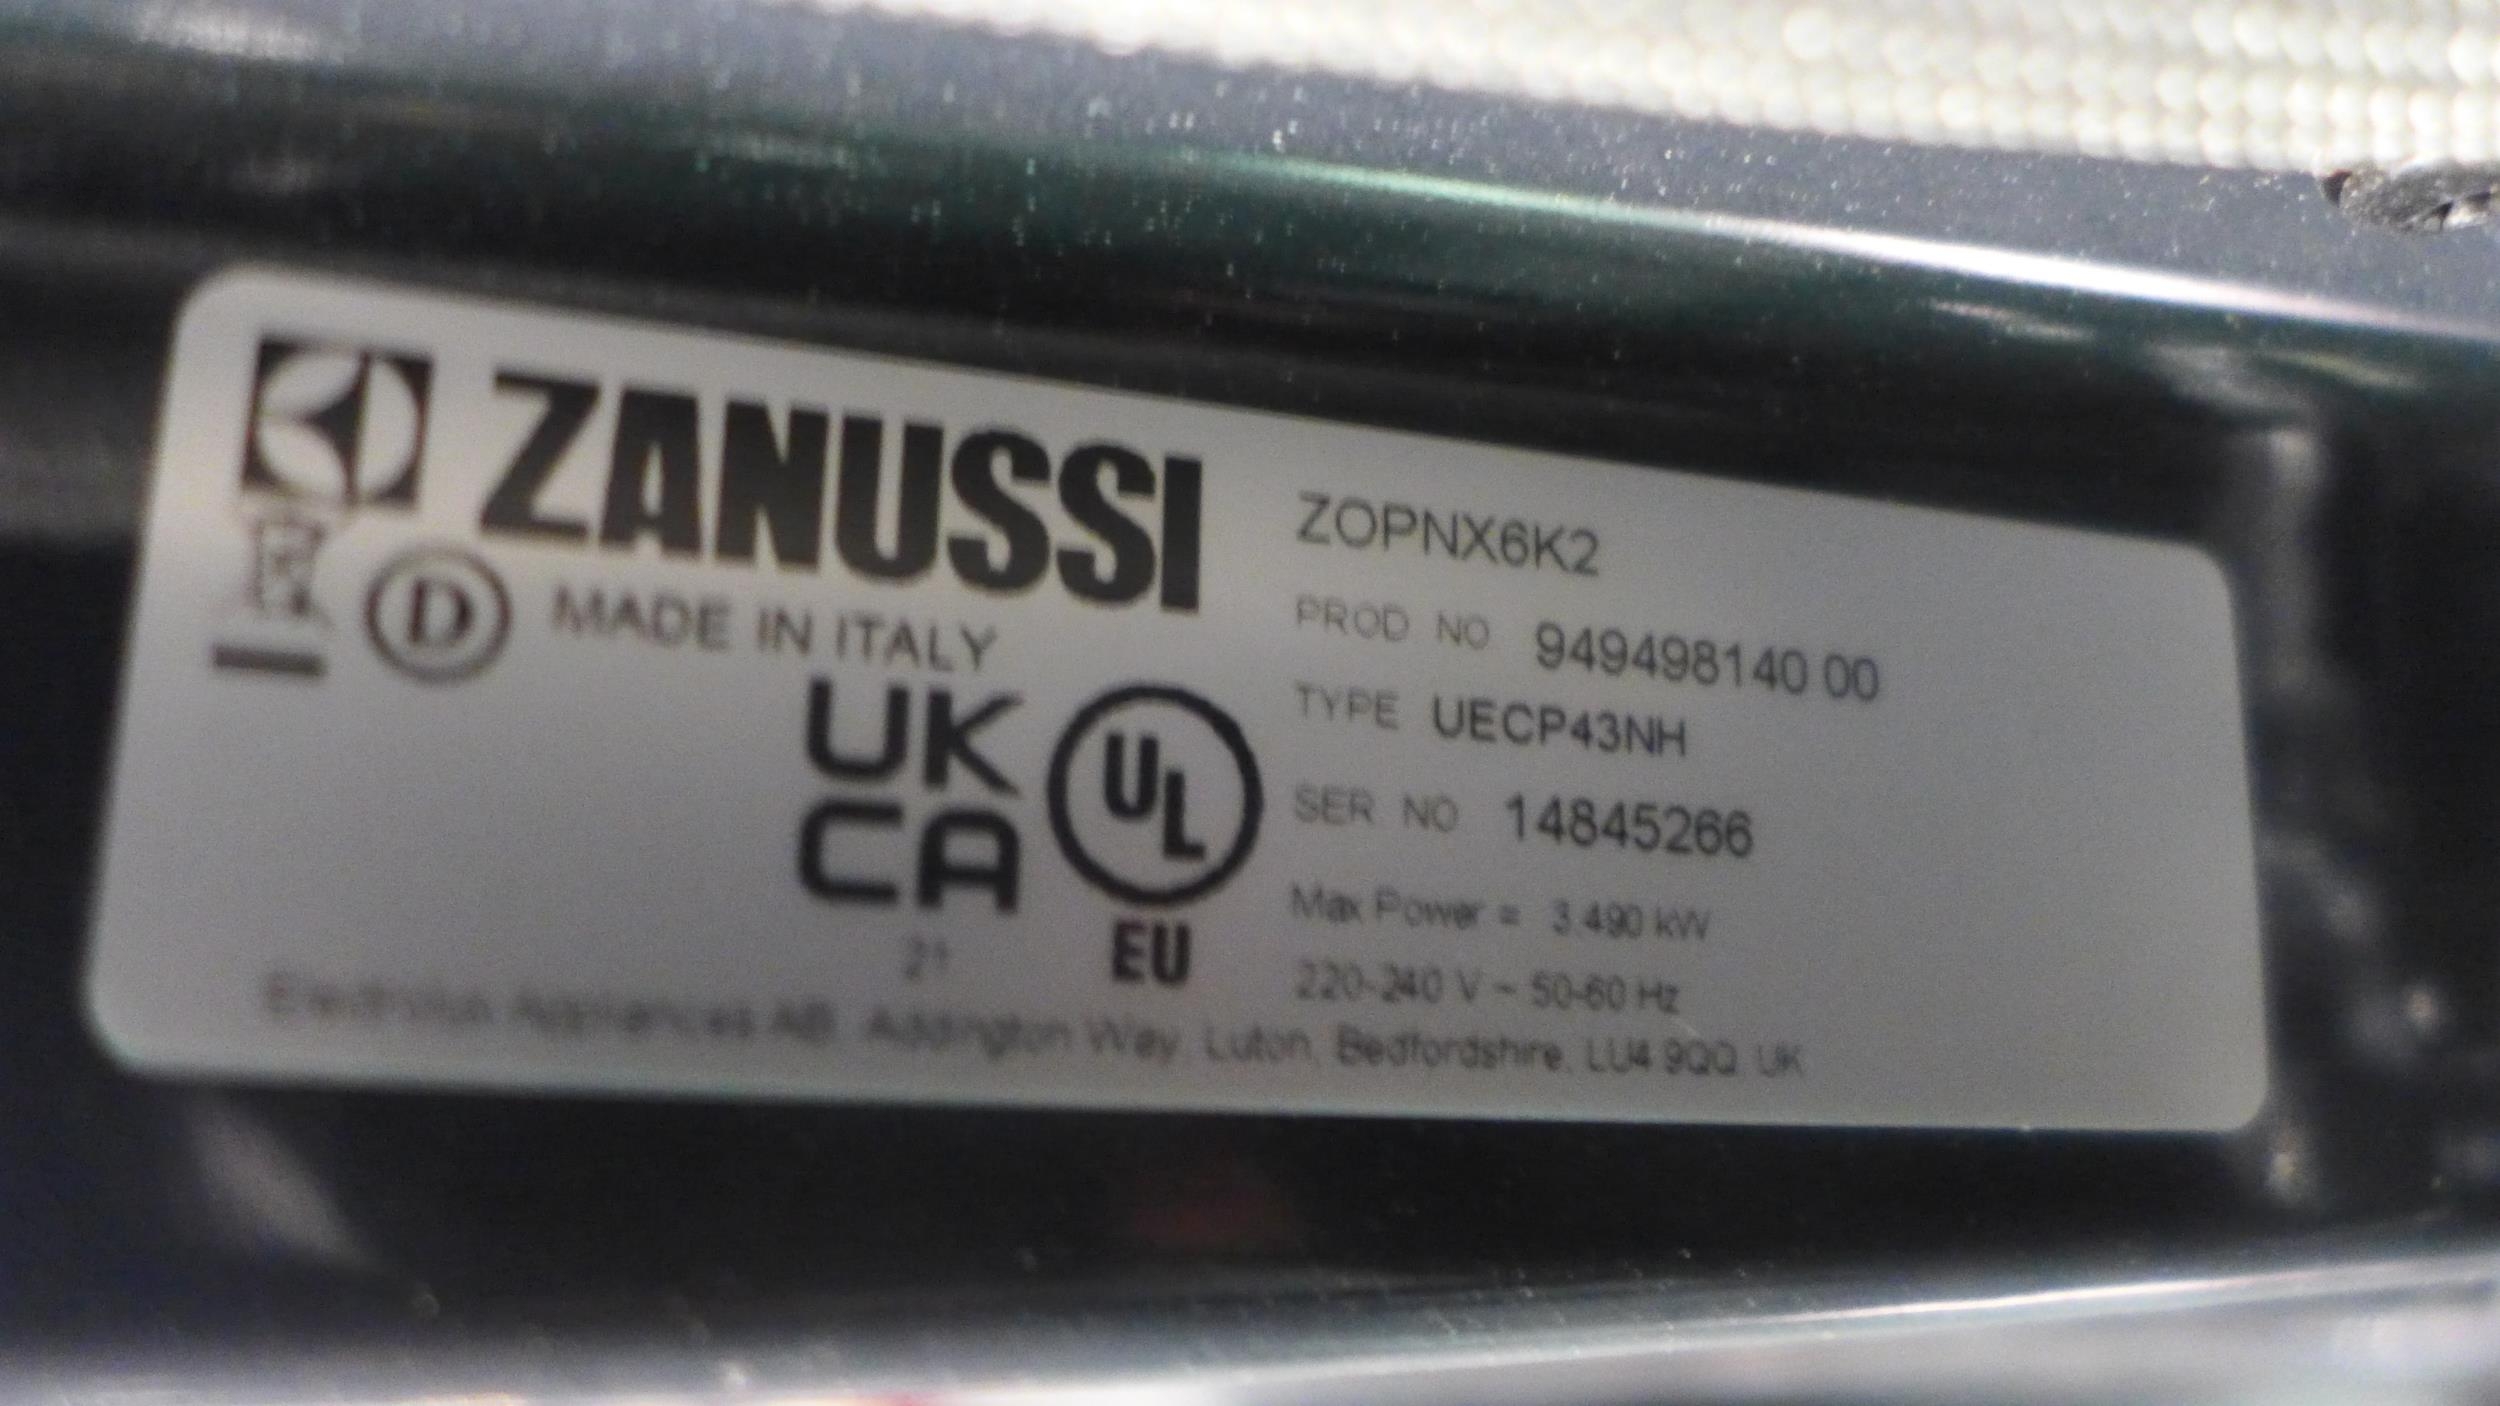 ZANUSSI
D
MADE IN ITALY
UK
CA
21
UL
EU
ZOPNX6K2
PROD NO 949498140 00
TYPE UECP43NH
SER NO 14845266
Max Power = 3.490 kW
220-240 V ~ 50-60 Hz
Electrolux Appliances AB, Addington Way, Luton, Bedfordshire, LU4 9QQ UK